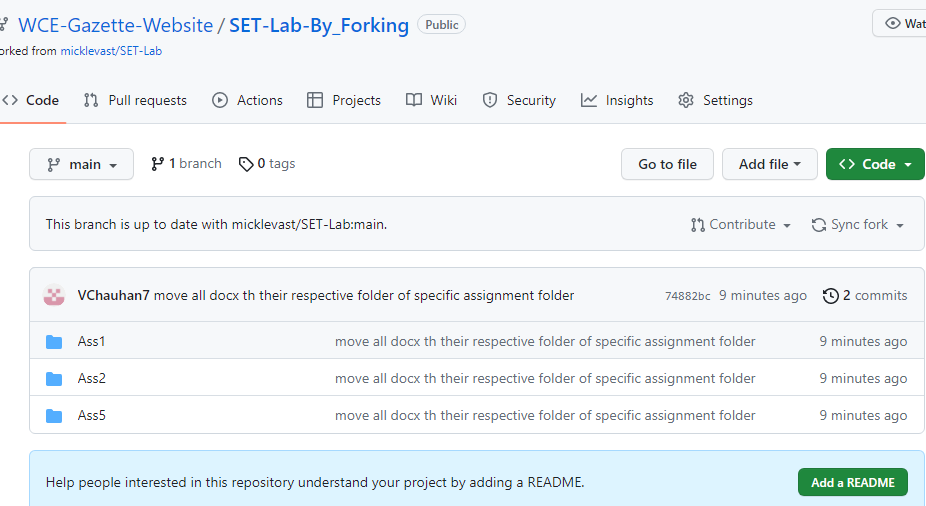 WCE-Gazette-Website / SET-Lab-By_Forking Public Wat
orked from micklevast/SET-Lab
<> Code Pull requests Actions Projects Wiki Security Insights Settings
main 1 branch 0 tags Go to file Add file <> Code
This branch is up to date with micklevast/SET-Lab:main. Contribute Sync fork
VChauhan7 move all docx th their respective folder of specific assignment folder 74882bc 9 minutes ago 2 commits
Ass1 move all docx th their respective folder of specific assignment folder 9 minutes ago
Ass2 move all docx th their respective folder of specific assignment folder 9 minutes ago
Ass5 move all docx th their respective folder of specific assignment folder 9 minutes ago
Help people interested in this repository understand your project by adding a README. Add a README